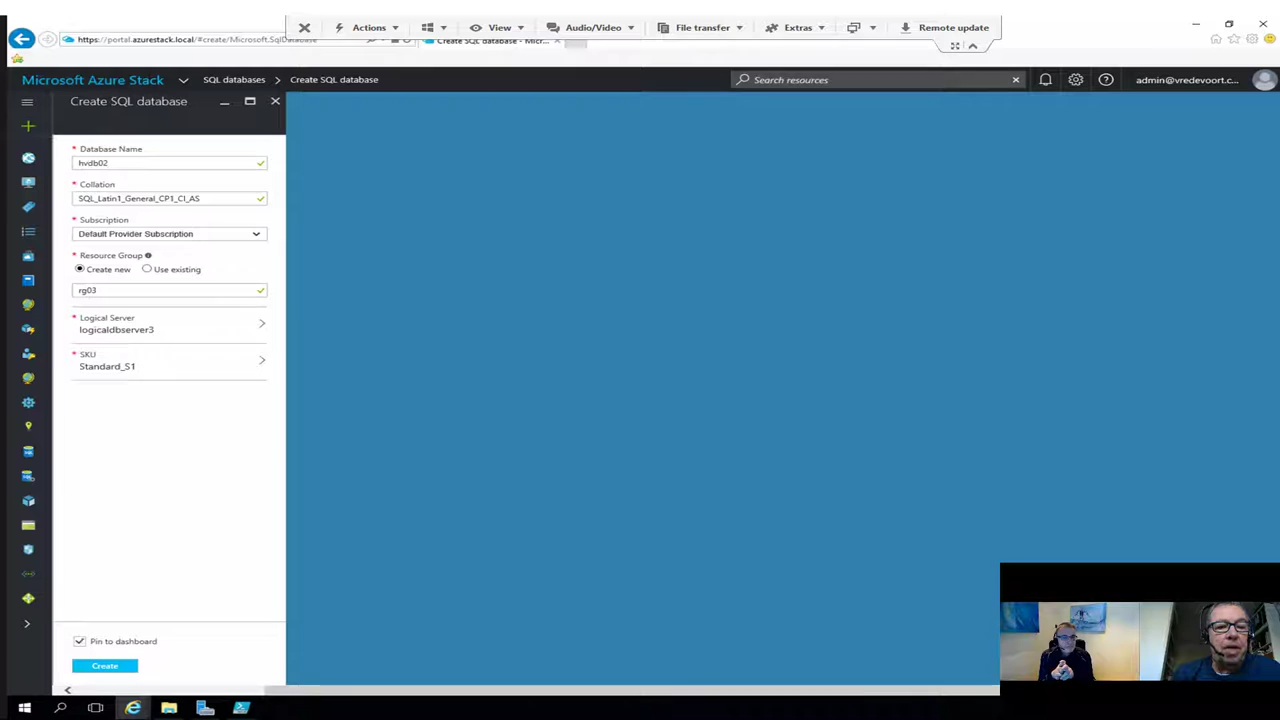 Actions
View
Audio/Video
File transfer
Extras
Remote update
https://portal.azurestack.local/#create/Microsoft.SqlDatabase
Create SQL database - Micr...
Microsoft Azure Stack
SQL databases
Create SQL database
Search resources
admin@vredevoort.c...
Create SQL database
* Database Name
hvdb02
* Collation
SQL_Latin1_General_CP1_CI_AS
* Subscription
Default Provider Subscription
* Resource Group
Create new
Use existing
rg03
* Logical Server
logicaldbserver3
* SKU
Standard_S1
Pin to dashboard
Create